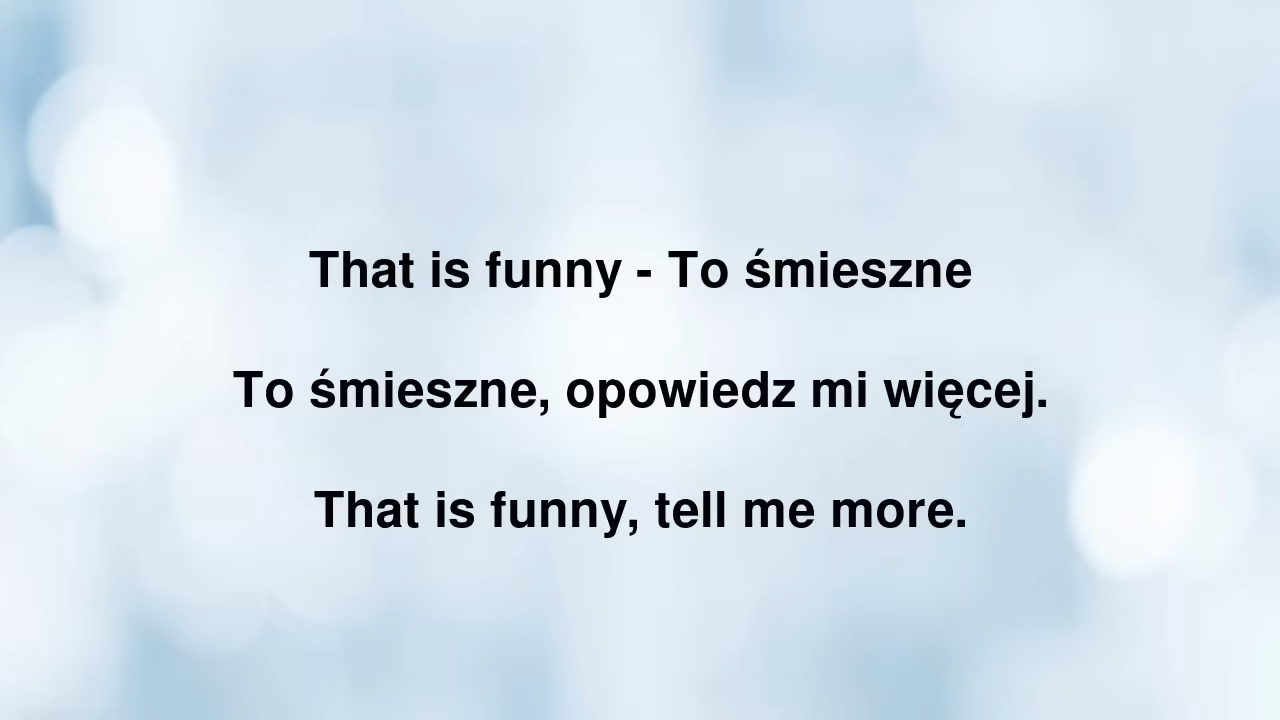 That is funny - To śmieszne
To śmieszne, opowiedz mi więcej.
That is funny, tell me more.